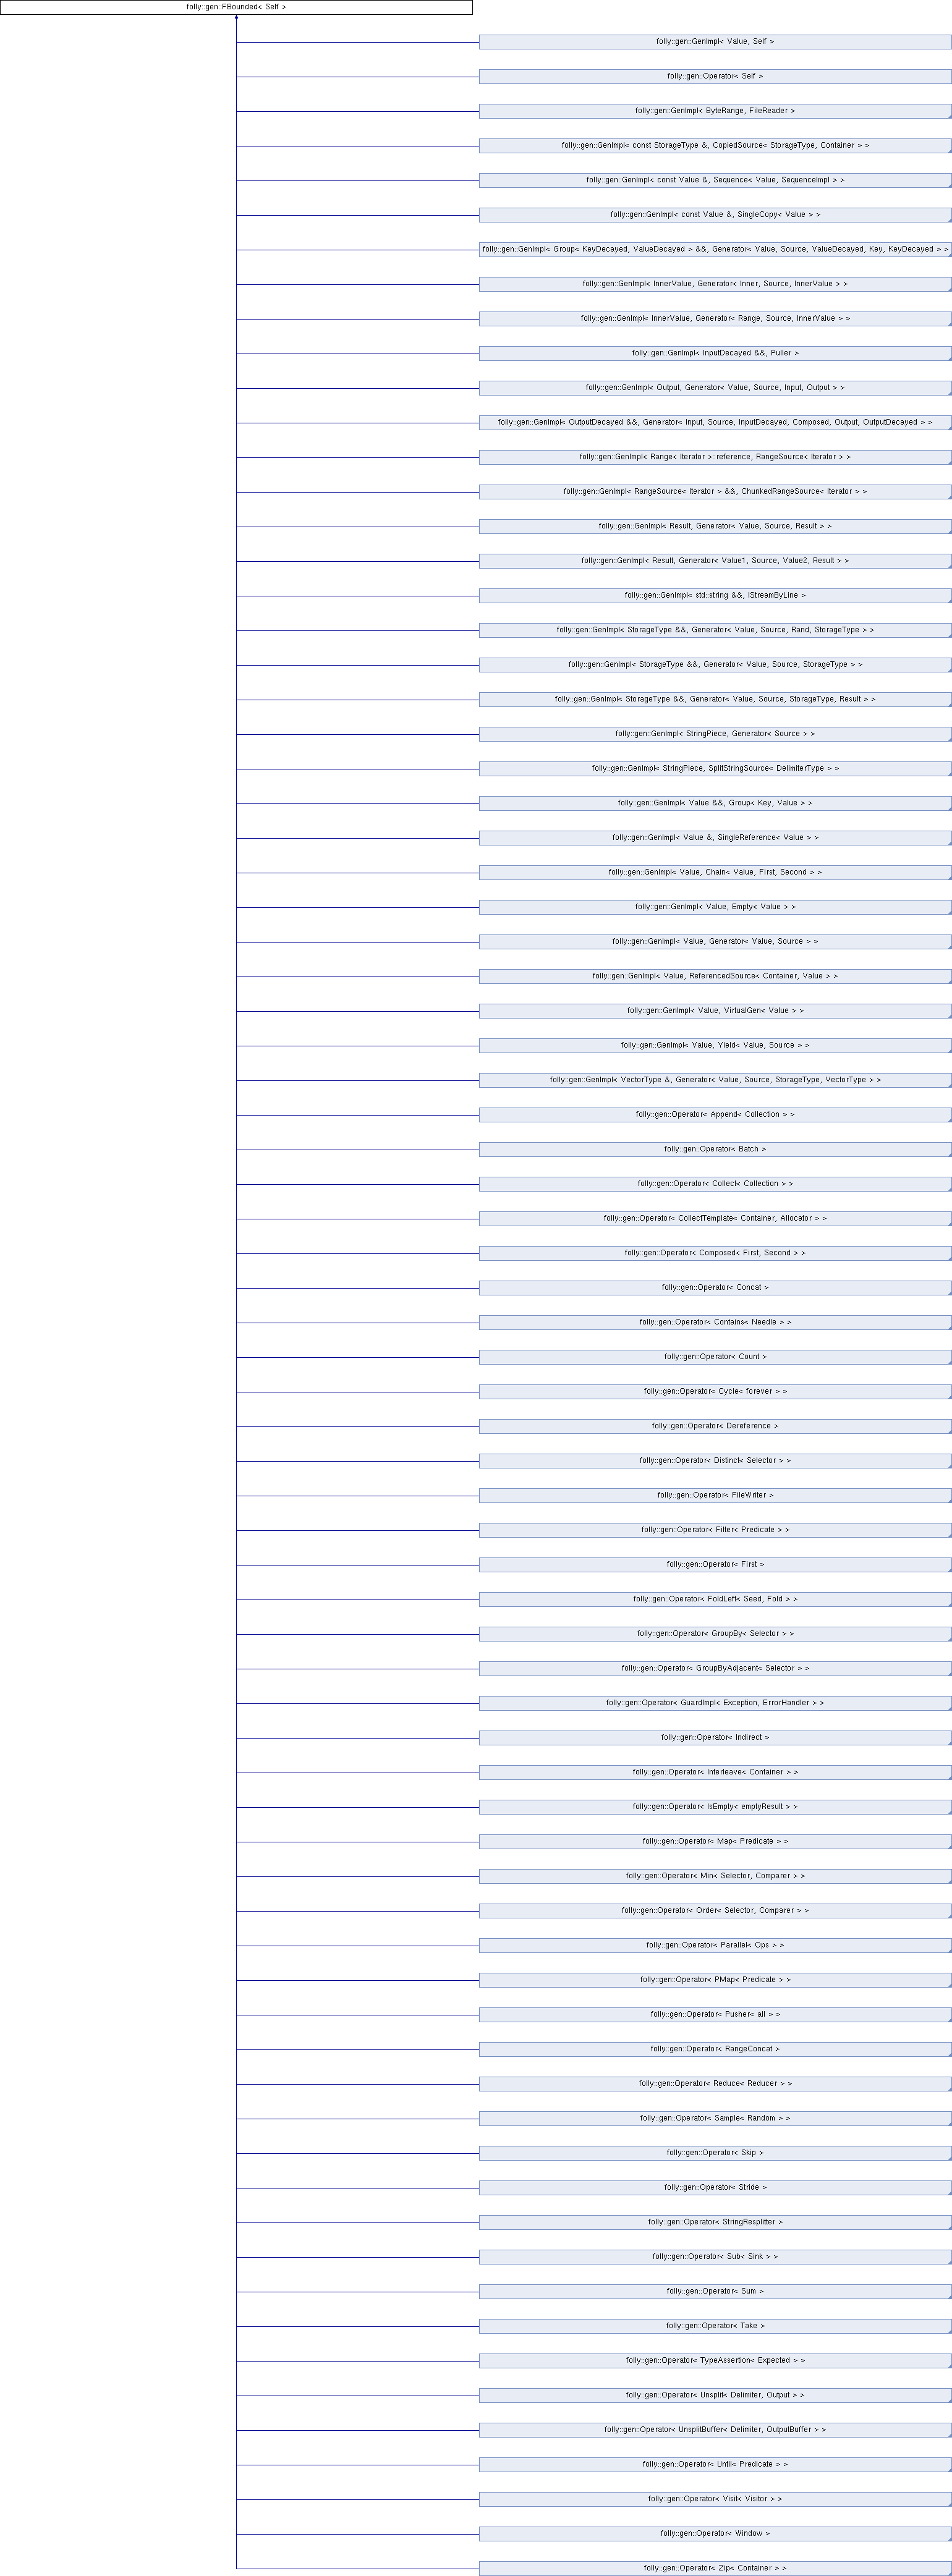 folly::gen::FBounded< Self >
folly::gen::GenImpl< Value, Self >
folly::gen::Operator< Self >
folly::gen::GenImpl< ByteRange, FileReader >
folly::gen::GenImpl< const StorageType &, CopiedSource< StorageType, Container > >
folly::gen::GenImpl< const Value &, Sequence< Value, SequenceImpl > >
folly::gen::GenImpl< const Value &, SingleCopy< Value > >
folly::gen::GenImpl< Group< KeyDecayed, ValueDecayed > &&, Generator< Value, Source, ValueDecayed, Key, KeyDecayed > >
folly::gen::GenImpl< InnerValue, Generator< Inner, Source, InnerValue > >
folly::gen::GenImpl< InnerValue, Generator< Range, Source, InnerValue > >
folly::gen::GenImpl< InputDecayed &&, Puller >
folly::gen::GenImpl< Output, Generator< Value, Source, Input, Output > >
folly::gen::GenImpl< OutputDecayed &&, Generator< Input, Source, InputDecayed, Composed, Output, OutputDecayed > >
folly::gen::GenImpl< Range< Iterator >::reference, RangeSource< Iterator > >
folly::gen::GenImpl< RangeSource< Iterator > &&, ChunkedRangeSource< Iterator > >
folly::gen::GenImpl< Result, Generator< Value, Source, Result > >
folly::gen::GenImpl< Result, Generator< Value1, Source, Value2, Result > >
folly::gen::GenImpl< std::string &&, IStreamByLine >
folly::gen::GenImpl< StorageType &&, Generator< Value, Source, Rand, StorageType > >
folly::gen::GenImpl< StorageType &&, Generator< Value, Source, StorageType > >
folly::gen::GenImpl< StorageType &&, Generator< Value, Source, StorageType, Result > >
folly::gen::GenImpl< StringPiece, Generator< Source > >
folly::gen::GenImpl< StringPiece, SplitStringSource< DelimiterType > >
folly::gen::GenImpl< Value &&, Group< Key, Value > >
folly::gen::GenImpl< Value &, SingleReference< Value > >
folly::gen::GenImpl< Value, Chain< Value, First, Second > >
folly::gen::GenImpl< Value, Empty< Value > >
folly::gen::GenImpl< Value, Generator< Value, Source > >
folly::gen::GenImpl< Value, ReferencedSource< Container, Value > >
folly::gen::GenImpl< Value, VirtualGen< Value > >
folly::gen::GenImpl< Value, Yield< Value, Source > >
folly::gen::GenImpl< VectorType &, Generator< Value, Source, StorageType, VectorType > >
folly::gen::Operator< Append< Collection > >
folly::gen::Operator< Batch >
folly::gen::Operator< Collect< Collection > >
folly::gen::Operator< CollectTemplate< Container, Allocator > >
folly::gen::Operator< Composed< First, Second > >
folly::gen::Operator< Concat >
folly::gen::Operator< Contains< Needle > >
folly::gen::Operator< Count >
folly::gen::Operator< Cycle< forever > >
folly::gen::Operator< Dereference >
folly::gen::Operator< Distinct< Selector > >
folly::gen::Operator< FileWriter >
folly::gen::Operator< Filter< Predicate > >
folly::gen::Operator< First >
folly::gen::Operator< FoldLeft< Seed, Fold > >
folly::gen::Operator< GroupBy< Selector > >
folly::gen::Operator< GroupByAdjacent< Selector > >
folly::gen::Operator< GuardImpl< Exception, ErrorHandler > >
folly::gen::Operator< Indirect >
folly::gen::Operator< Interleave< Container > >
folly::gen::Operator< IsEmpty< emptyResult > >
folly::gen::Operator< Map< Predicate > >
folly::gen::Operator< Min< Selector, Comparer > >
folly::gen::Operator< Order< Selector, Comparer > >
folly::gen::Operator< Parallel< Ops > >
folly::gen::Operator< PMap< Predicate > >
folly::gen::Operator< Pusher< all > >
folly::gen::Operator< RangeConcat >
folly::gen::Operator< Reduce< Reducer > >
folly::gen::Operator< Sample< Random > >
folly::gen::Operator< Skip >
folly::gen::Operator< Stride >
folly::gen::Operator< StringResplitter >
folly::gen::Operator< Sub< Sink > >
folly::gen::Operator< Sum >
folly::gen::Operator< Take >
folly::gen::Operator< TypeAssertion< Expected > >
folly::gen::Operator< Unsplit< Delimiter, Output > >
folly::gen::Operator< UnsplitBuffer< Delimiter, OutputBuffer > >
folly::gen::Operator< Until< Predicate > >
folly::gen::Operator< Visit< Visitor > >
folly::gen::Operator< Window >
folly::gen::Operator< Zip< Container > >